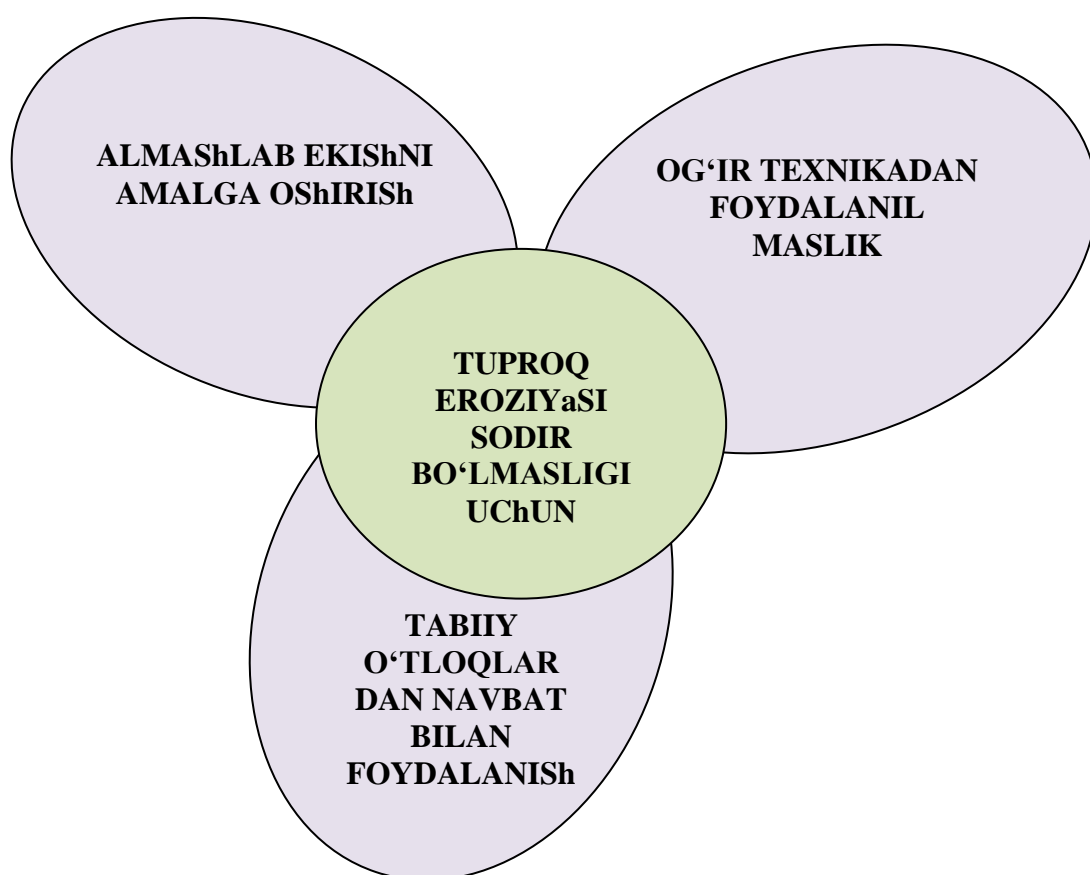 ALMAShLAB EKIShNI
AMALGA OShIRISh
OG‘IR TEXNIKADAN
FOYDALANIL
MASLIK
TUPROQ
EROZIYaSI
SODIR
BO‘LMASLIGI
UChUN
TABIIY
O‘TLOQLAR
DAN NAVBAT
BILAN
FOYDALANISh